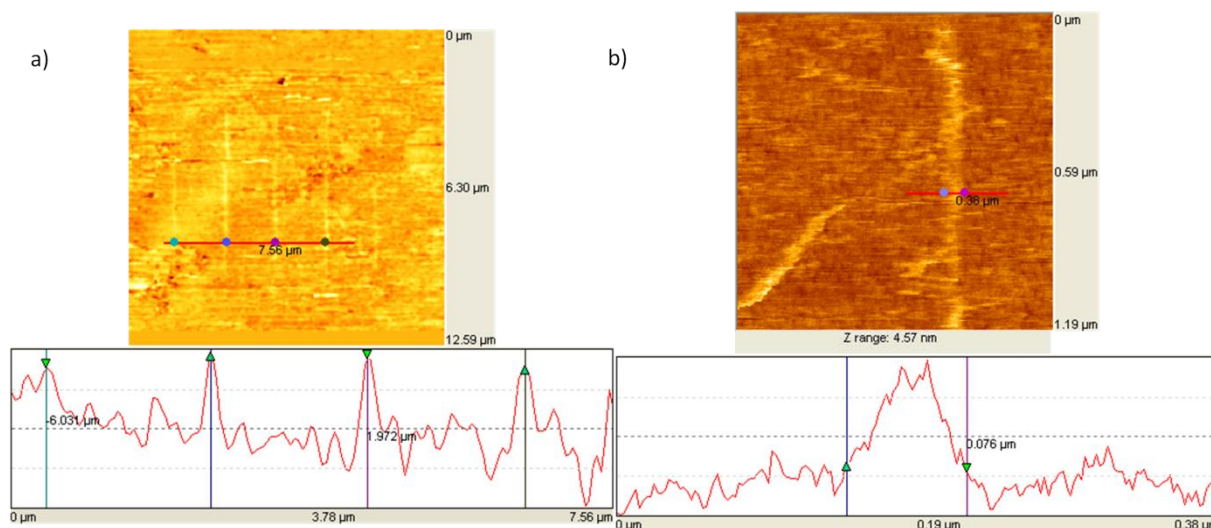 a)
0 µm
6.30 µm
7.56 µm
12.59 µm
-6.031 µm
1.972 µm
0 µm
3.78 µm
7.56 µm
b)
0 µm
0.59 µm
0.36 µm
1.19 µm
Z range: 4.57 nm
0.076 µm
0 µm
0.19 µm
0.38 µm